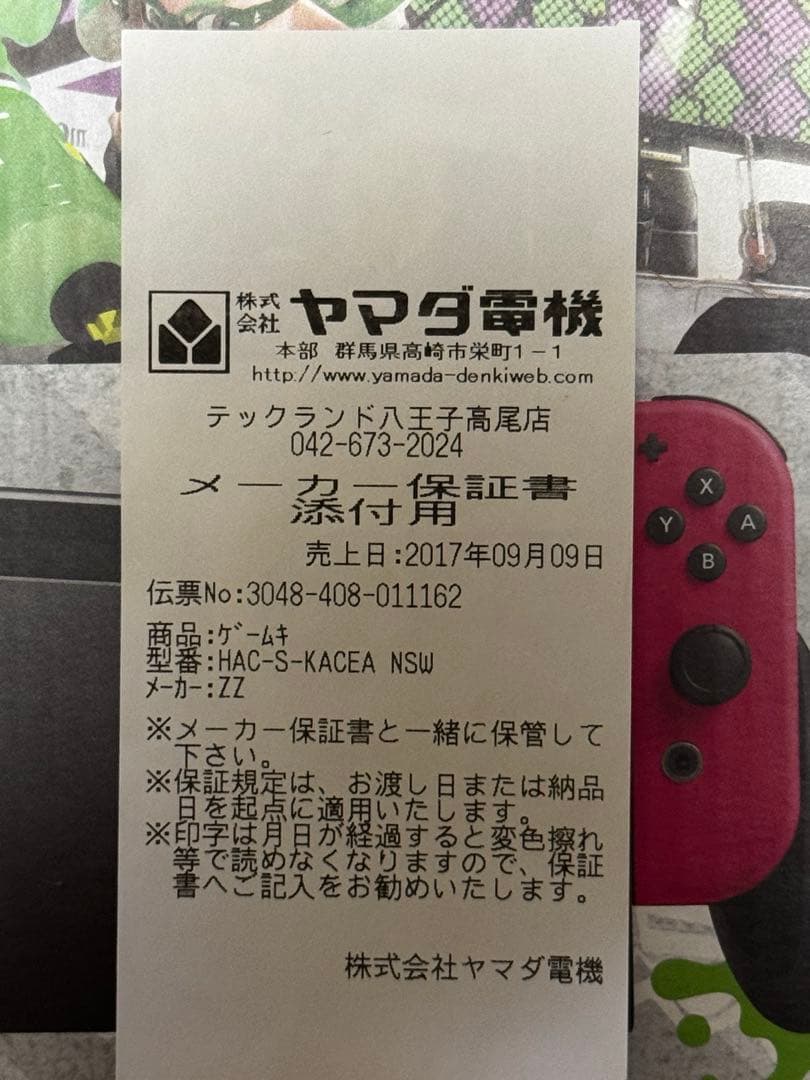 株式会社 ヤマダ電機
本部 群馬県高崎市栄町1-1
http://www.yamada-denkiweb.com
テックランド八王子高尾店
042-673-2024
メーカー保証書
添付用
売上日:2017年09月09日
伝票No:3048-408-011162
商品:ｹﾞｰﾑｷ
型番:HAC-S-KACEA NSW
ﾒｰｶｰ:ZZ
※メーカー保証書と一緒に保管して
下さい。
※保証規定は、お渡し日または納品
日を起点に適用いたします。
※印字は月日が経過すると変色擦れ
等で読めなくなりますので、保証
書へご記入をお勧めいたします。
株式会社ヤマダ電機
X
Y
A
B